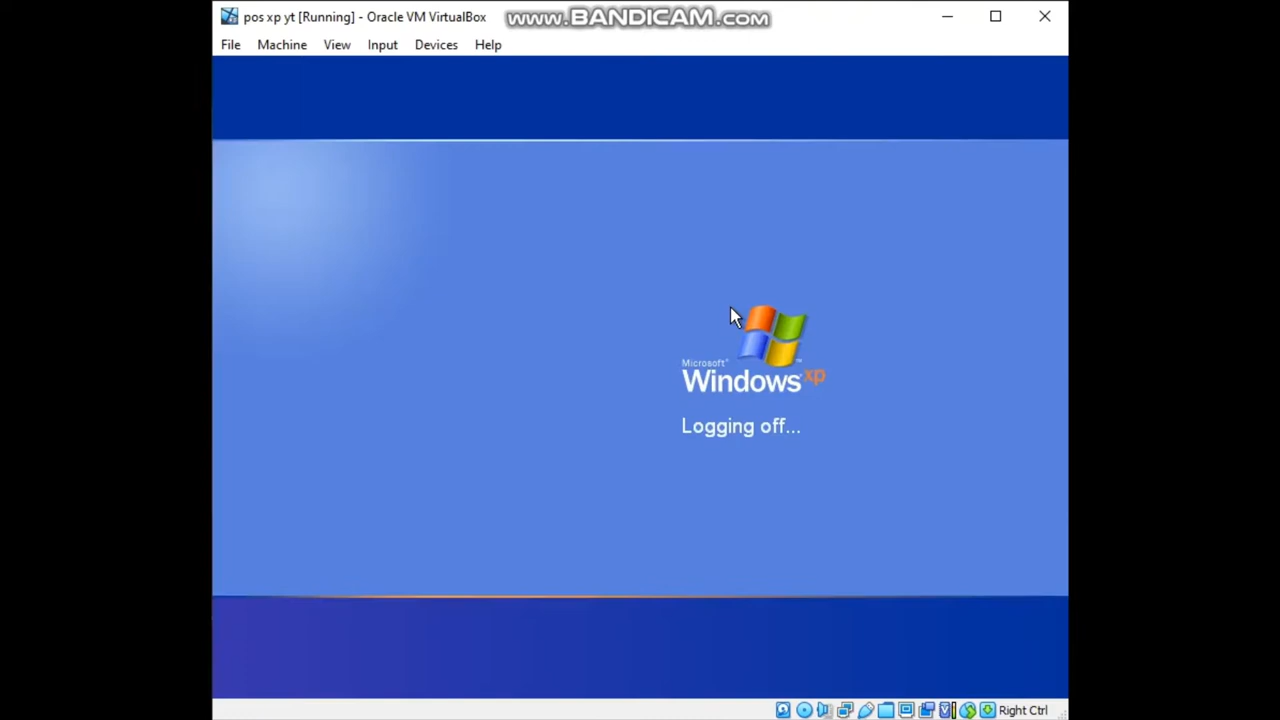 pos xp yt [Running] - Oracle VM VirtualBox
www.BANDICAM.com
File Machine View Input Devices Help
Microsoft®
Windows xp
™
Logging off...
Right Ctrl